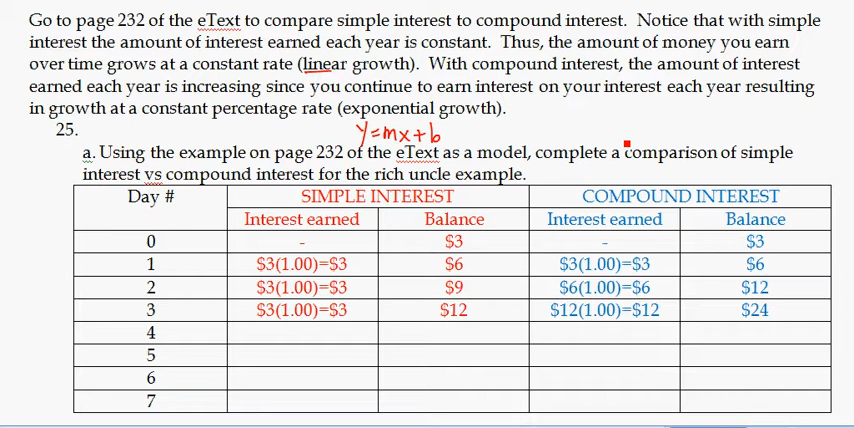 Go to page 232 of the eText to compare simple interest to compound interest.  Notice that with simple
interest the amount of interest earned each year is constant.  Thus, the amount of money you earn
over time grows at a constant rate (linear growth).  With compound interest, the amount of interest
earned each year is increasing since you continue to earn interest on your interest each year resulting
in growth at a constant percentage rate (exponential growth).
25.
y=mx+b
a. Using the example on page 232 of the eText as a model, complete a comparison of simple
interest vs compound interest for the rich uncle example.
Day # SIMPLE INTEREST COMPOUND INTEREST
Interest earned Balance Interest earned Balance
0 - $3 - $3
1 $3(1.00)=$3 $6 $3(1.00)=$3 $6
2 $3(1.00)=$3 $9 $6(1.00)=$6 $12
3 $3(1.00)=$3 $12 $12(1.00)=$12 $24
4
5
6
7